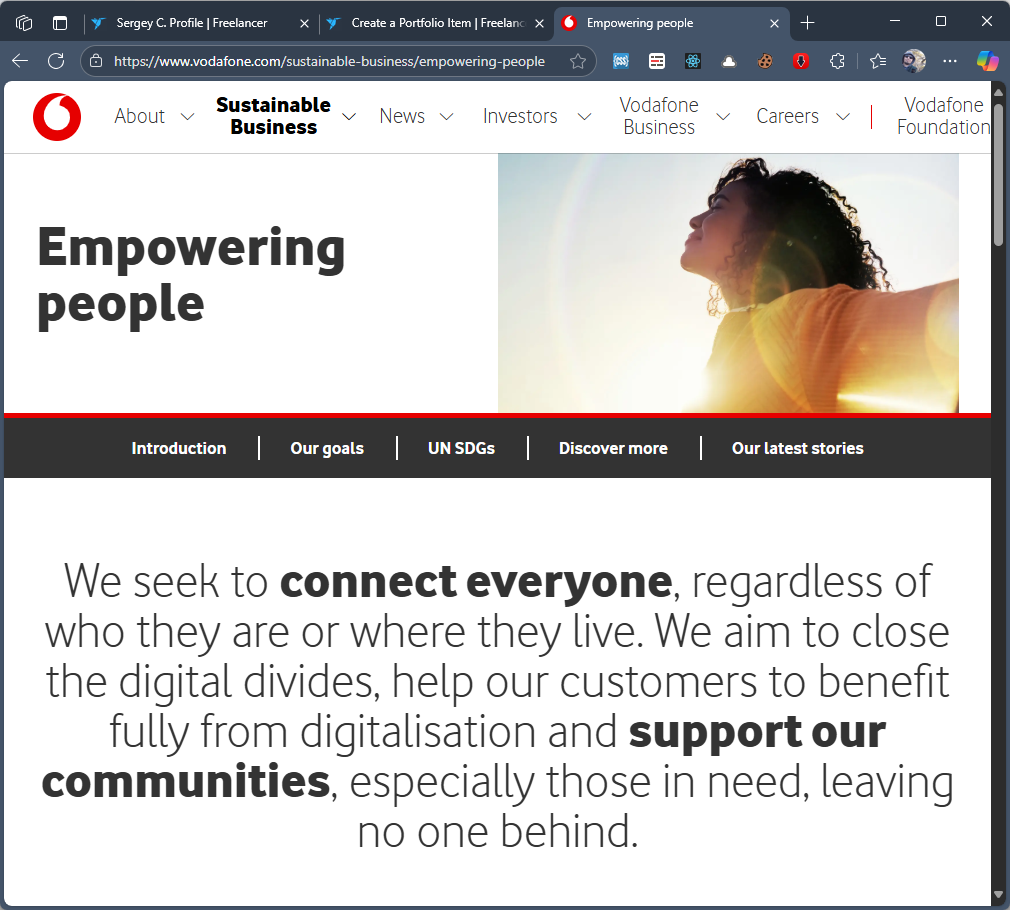 Sergey C. Profile | Freelancer
Create a Portfolio Item | Freelanc
Empowering people
https://www.vodafone.com/sustainable-business/empowering-people
About
Sustainable
Business
News
Investors
Vodafone
Business
Careers
Vodafone
Foundation
Empowering
people
Introduction
Our goals
UN SDGs
Discover more
Our latest stories
We seek to connect everyone, regardless of
who they are or where they live. We aim to close
the digital divides, help our customers to benefit
fully from digitalisation and support our
communities, especially those in need, leaving
no one behind.